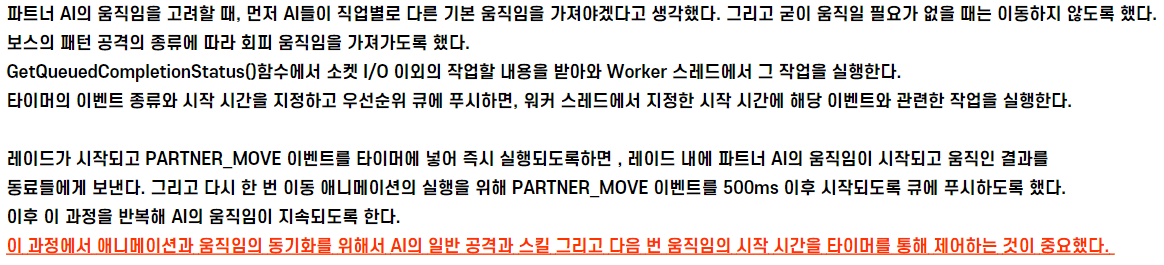 파트너 AI의 움직임을 고려할 때, 먼저 AI들이 직업별로 다른 기본 움직임을 가져야겠다고 생각했다. 그리고 굳이 움직일 필요가 없을 때는 이동하지 않도록 했다.
보스의 패턴 공격의 종류에 따라 회피 움직임을 가져가도록 했다.
GetQueuedCompletionStatus()함수에서 소켓 I/O 이외의 작업할 내용을 받아와 Worker 스레드에서 그 작업을 실행한다.
타이머의 이벤트 종류와 시작 시간을 지정하고 우선순위 큐에 푸시하면, 워커 스레드에서 지정한 시작 시간에 해당 이벤트와 관련한 작업을 실행한다.
레이드가 시작되고 PARTNER_MOVE 이벤트를 타이머에 넣어 즉시 실행되도록하면 , 레이드 내에 파트너 AI의 움직임이 시작되고 움직인 결과를
동료들에게 보낸다. 그리고 다시 한 번 이동 애니메이션의 실행을 위해 PARTNER_MOVE 이벤트를 500ms 이후 시작되도록 큐에 푸시하도록 했다.
이후 이 과정을 반복해 AI의 움직임이 지속되도록 한다.
이 과정에서 애니메이션과 움직임의 동기화를 위해서 AI의 일반 공격과 스킬 그리고 다음 번 움직임의 시작 시간을 타이머를 통해 제어하는 것이 중요했다.